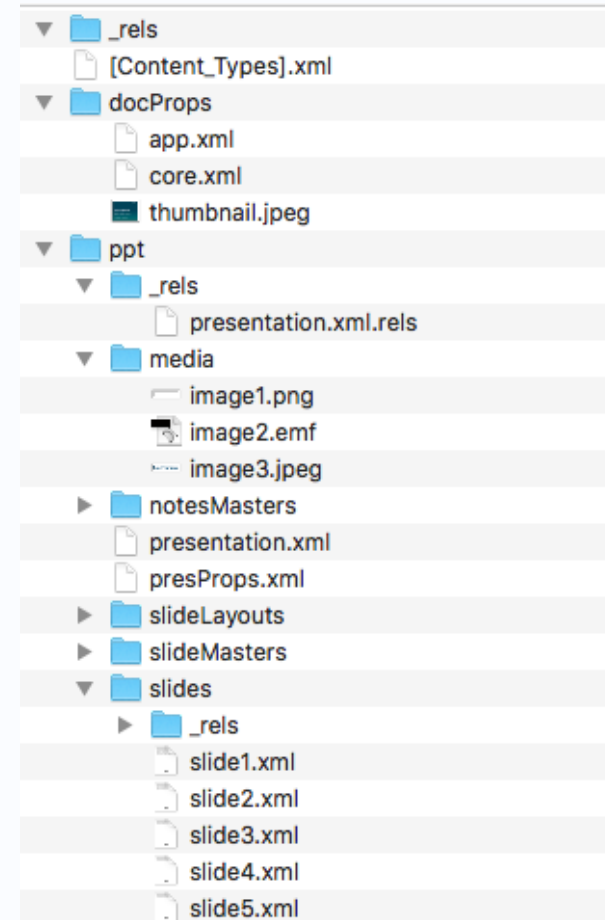 _rels
[Content_Types].xml
docProps
app.xml
core.xml
thumbnail.jpeg
ppt
_rels
presentation.xml.rels
media
image1.png
image2.emf
image3.jpeg
notesMasters
presentation.xml
presProps.xml
slideLayouts
slideMasters
slides
_rels
slide1.xml
slide2.xml
slide3.xml
slide4.xml
slide5.xml